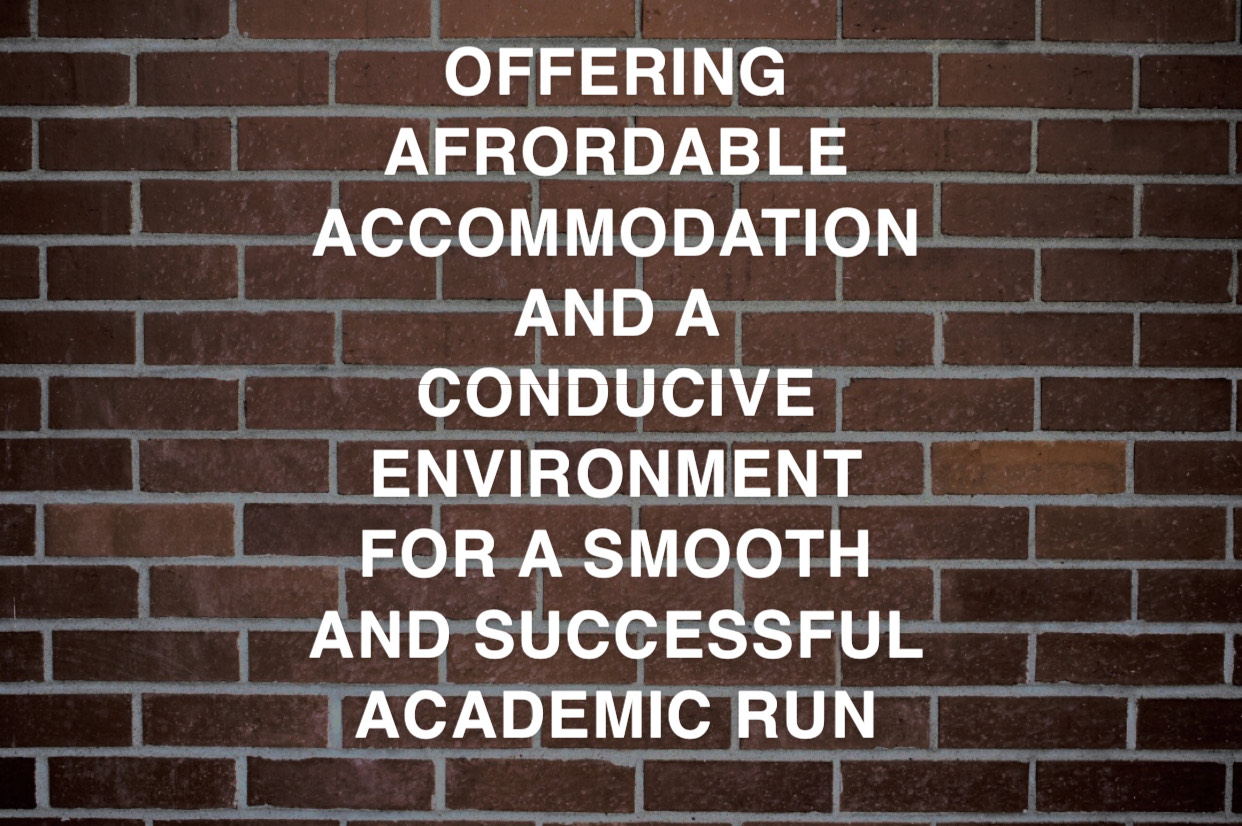 OFFERING
AFRORDABLE
ACCOMMODATION
AND A
CONDUCIVE
ENVIRONMENT
FOR A SMOOTH
AND SUCCESSFUL
ACADEMIC RUN